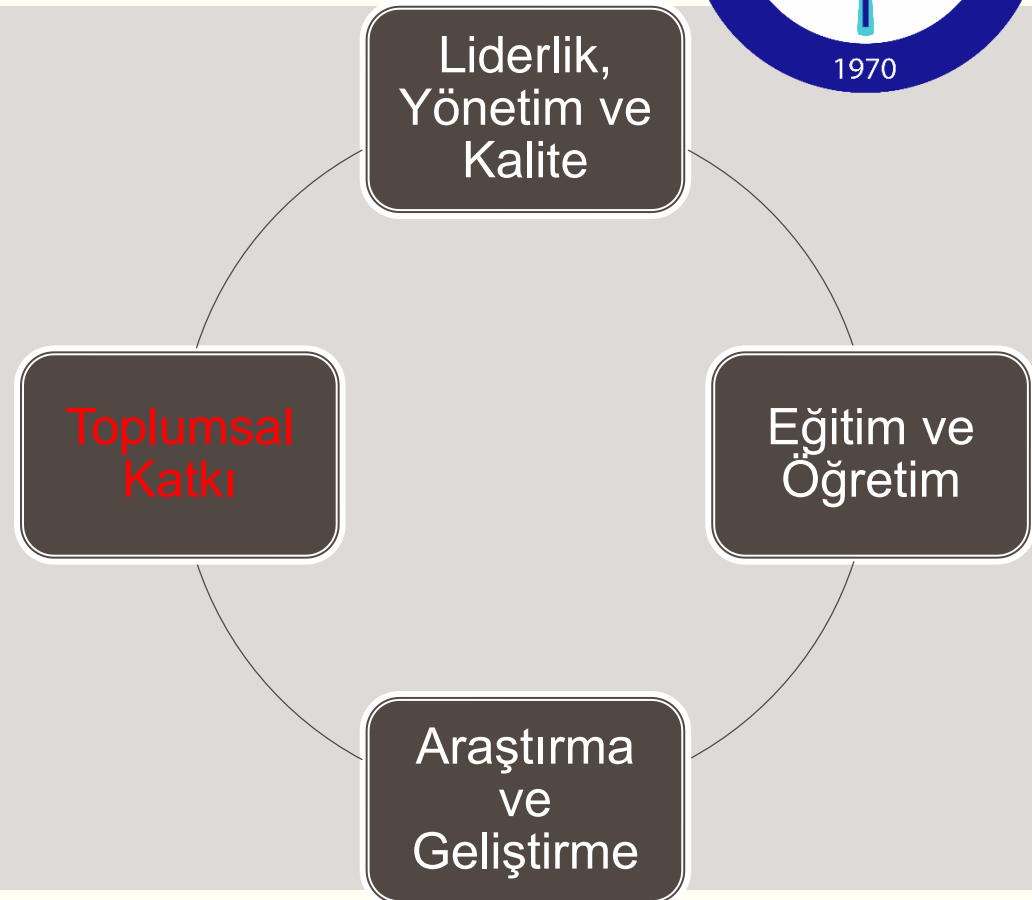 1970
Liderlik,
Yönetim ve
Kalite
Toplumsal
Katkı
Eğitim ve
Öğretim
Araştırma
ve
Geliştirme